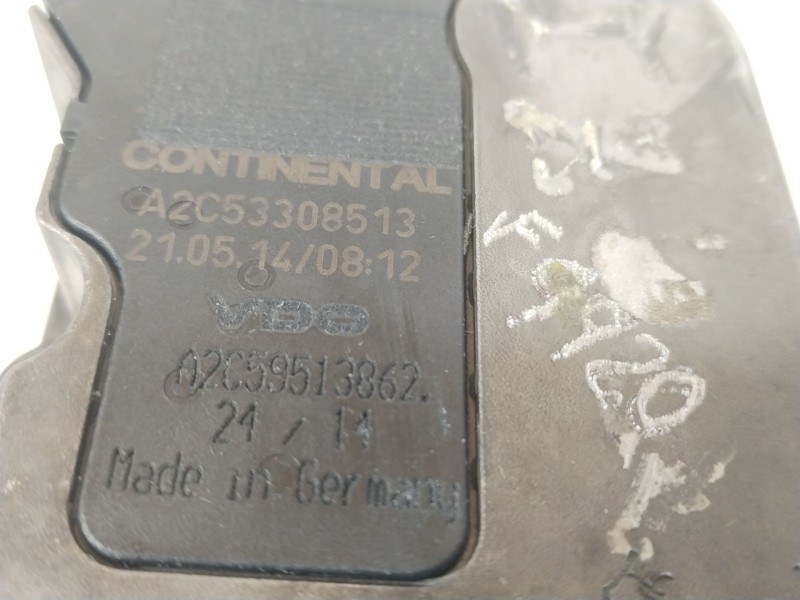 CONTINENTAL
A2C53308513
21.05.14/08:12
VDO
A2C59513862.
24 / 14
Made in Germany